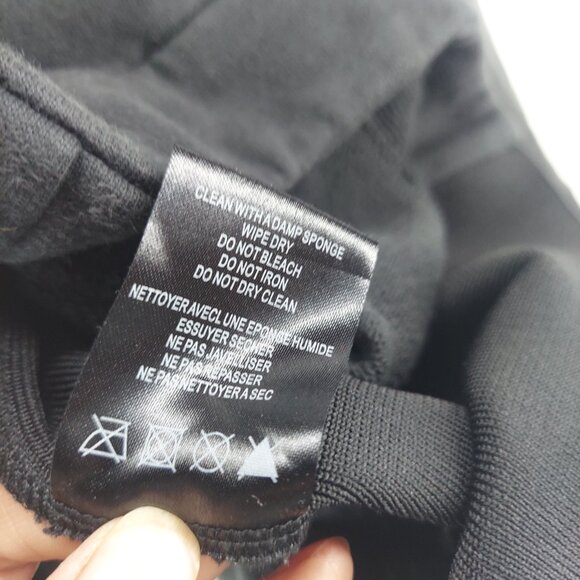 CLEAN WITH A DAMP SPONGE
WIPE DRY
DO NOT BLEACH
DO NOT IRON
DO NOT DRY CLEAN
NETTOYER AVEC L UNE EPONGE HUMIDE
ESSUYER SECHER
NE PAS JAVELLISER
NE PAS REPASSER
NE PAS NETTOYER A SEC